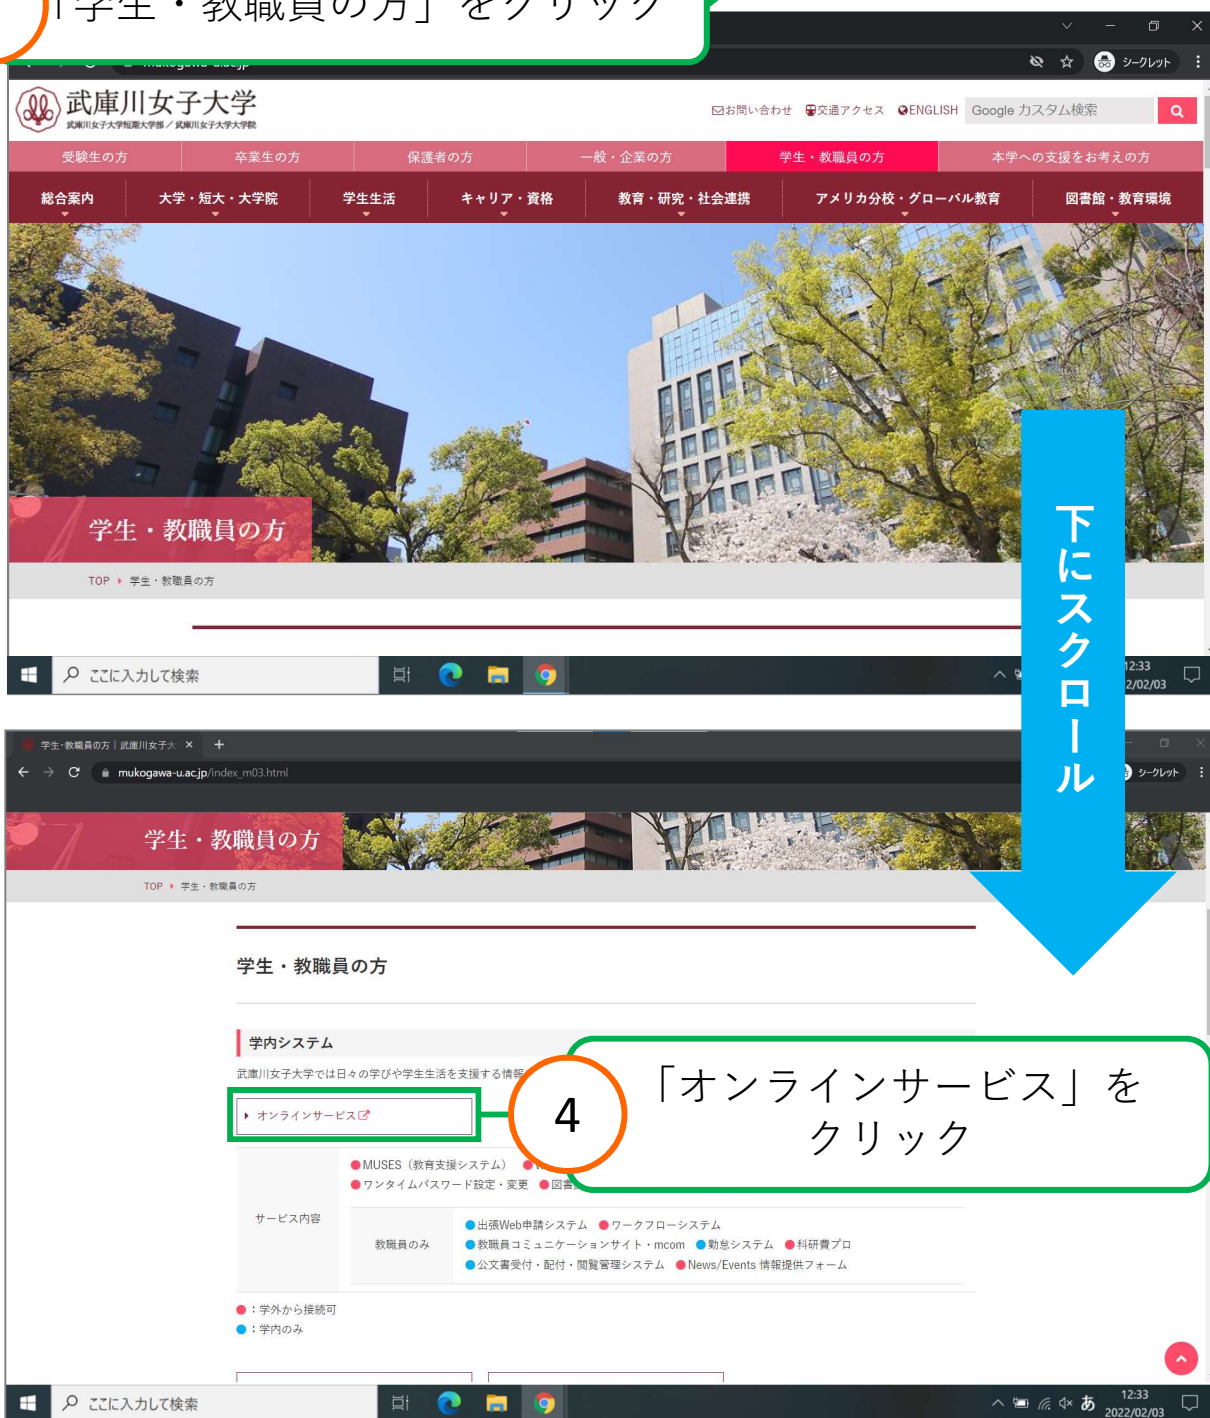 「学生・教職員の方」をクリック
mukogawa-u.ac.jp
シークレット
武庫川女子大学
武庫川女子大学短期大学部／武庫川女子大学大学院
お問い合わせ 交通アクセス ENGLISH Google カスタム検索
受験生の方 卒業生の方 保護者の方 一般・企業の方 学生・教職員の方 本学への支援をお考えの方
総合案内 大学・短大・大学院 学生生活 キャリア・資格 教育・研究・社会連携 アメリカ分校・グローバル教育 図書館・教育環境
学生・教職員の方
TOP 学生・教職員の方
下にスクロール
ここに入力して検索
12:33
2/02/03
学生・教職員の方 | 武庫川女子大
mukogawa-u.ac.jp/index_m03.html
シークレット
学生・教職員の方
TOP 学生・教職員の方
学生・教職員の方
学内システム
武庫川女子大学では日々の学びや学生生活を支援する情報
オンラインサービス
4
「オンラインサービス」を
クリック
サービス内容
●MUSES（教育支援システム）
●ワンタイムパスワード設定・変更 ●図書
教職員のみ
●出張Web申請システム ●ワークフローシステム
●教職員コミュニケーションサイト・mcom ●勤怠システム ●科研費プロ
●公文書受付・配付・閲覧管理システム ●News/Events 情報提供フォーム
●：学外から接続可
●：学内のみ
ここに入力して検索
あ
12:33
2022/02/03